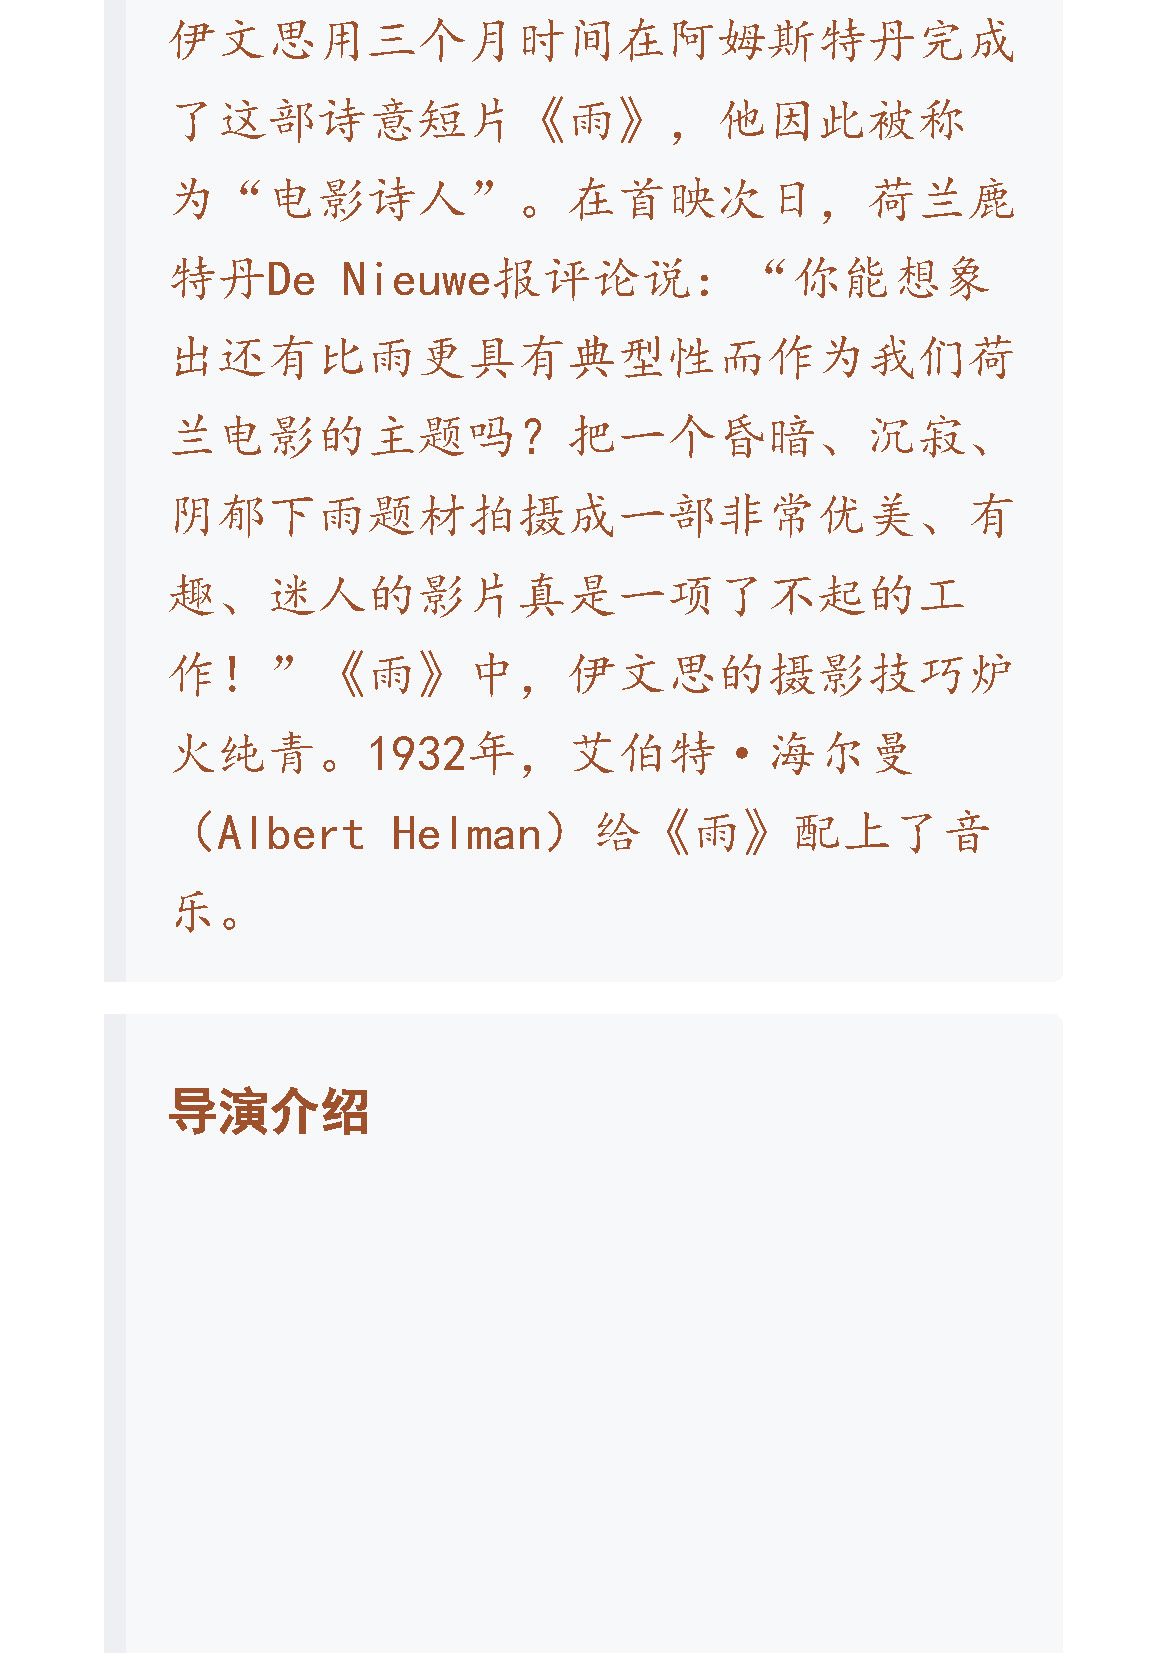 伊文思用三个月时间在阿姆斯特丹完成
了这部诗意短片《雨》，他因此被称
为“电影诗人”。在首映次日，荷兰鹿
特丹De Nieuwe报评论说：“你能想象
出还有比雨更具有典型性而作为我们荷
兰电影的主题吗？把一个昏暗、沉寂、
阴郁下雨题材拍摄成一部非常优美、有
趣、迷人的影片真是一项了不起的工
作！”《雨》中，伊文思的摄影技巧炉
火纯青。1932年，艾伯特·海尔曼
（Albert Helman）给《雨》配上了音
乐。
导演介绍